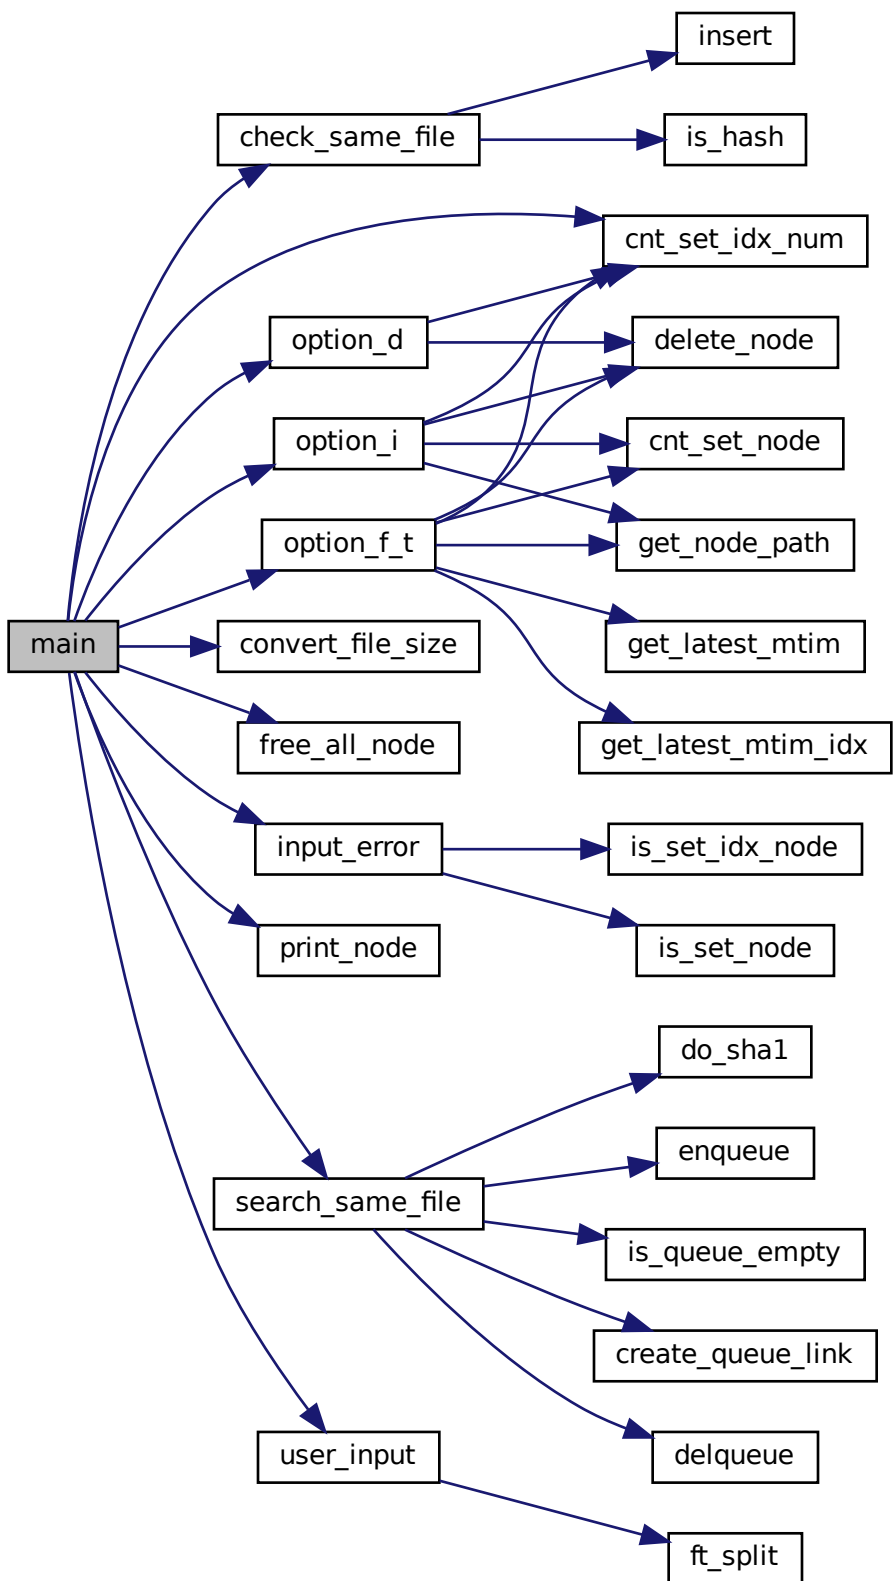 insert
check_same_file
is_hash
cnt_set_idx_num
option_d
delete_node
option_i
cnt_set_node
option_f_t
get_node_path
main
convert_file_size
get_latest_mtim
free_all_node
get_latest_mtim_idx
input_error
is_set_idx_node
print_node
is_set_node
do_sha1
enqueue
search_same_file
is_queue_empty
create_queue_link
user_input
delqueue
ft_split